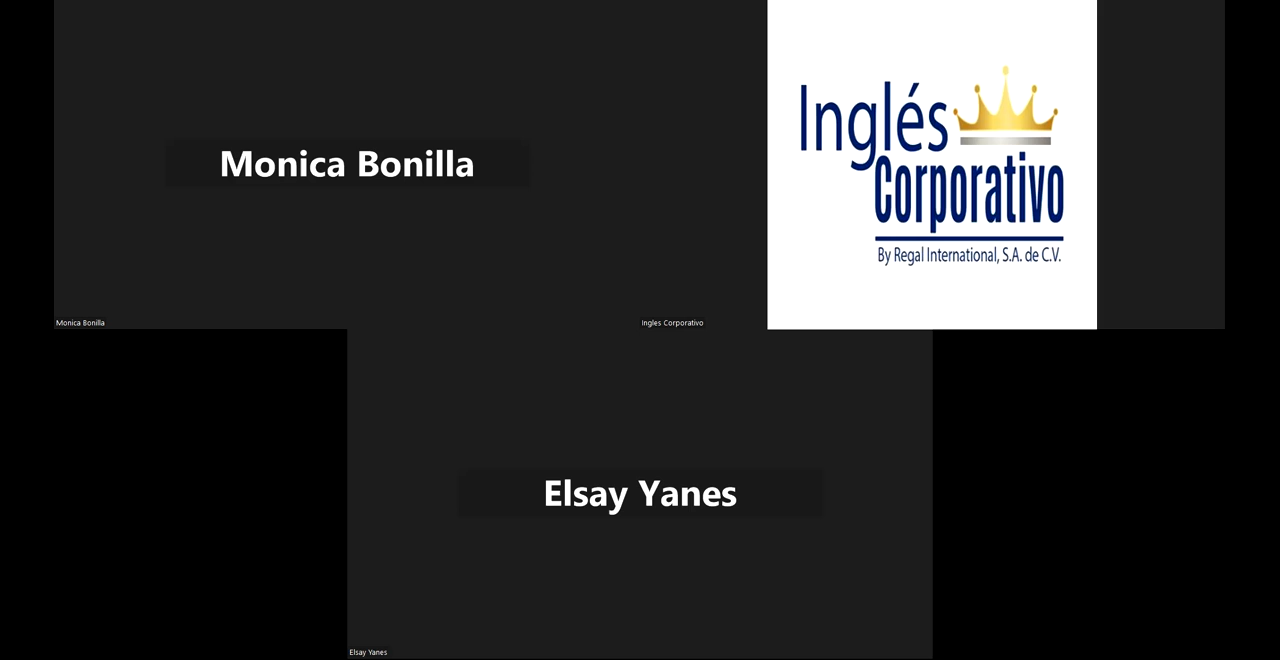 Monica Bonilla
Inglés
Corporativo
By Regal International, S.A. de C.V.
Monica Bonilla
Ingles Corporativo
Elsay Yanes
Elsay Yanes